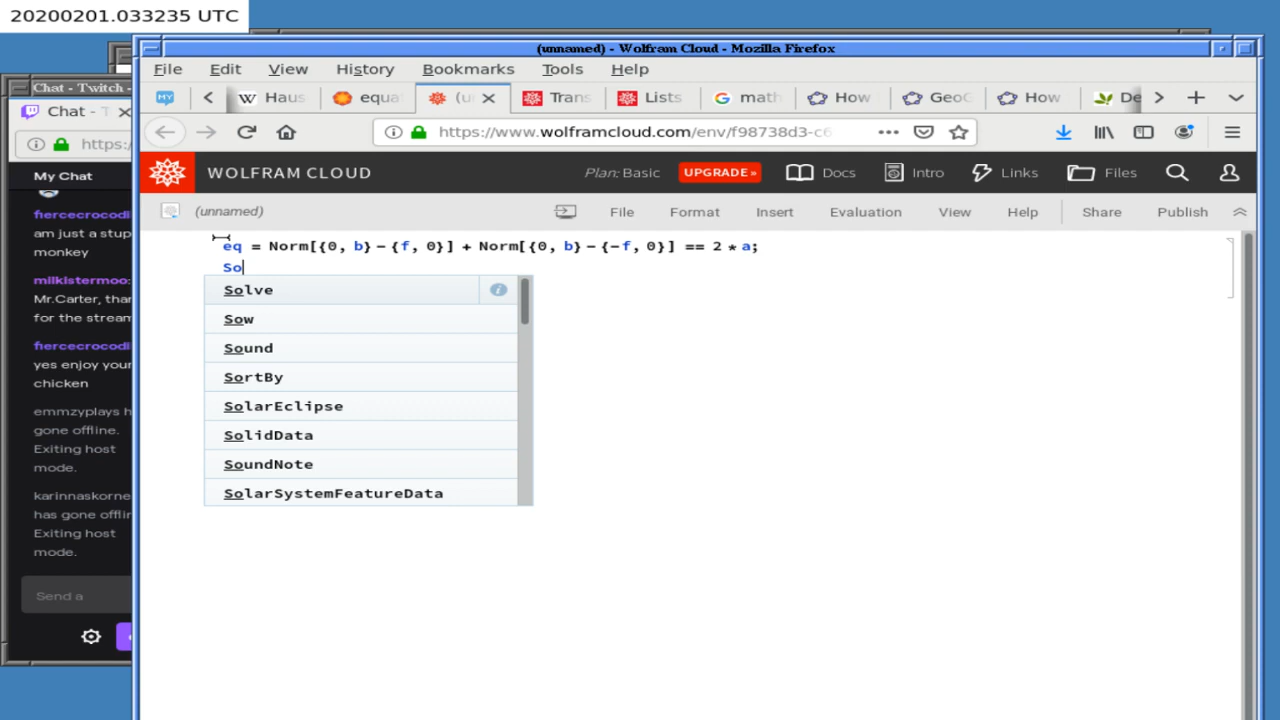 20200201.033235 UTC
(unnamed) - Wolfram Cloud - Mozilla Firefox
File Edit View History Bookmarks Tools Help
W Haus equat (u Trans Lists math How GeoG How De
https://www.wolframcloud.com/env/f98738d3-c6
WOLFRAM CLOUD Plan: Basic UPGRADE » Docs Intro Links Files
(unnamed) File Format Insert Evaluation View Help Share Publish
eq = Norm[{0, b} - {f, 0}] + Norm[{0, b} - {-f, 0}] == 2 * a;
So
Solve
Sow
Sound
SortBy
SolarEclipse
SolidData
SoundNote
SolarSystemFeatureData
Chat - Twitch -
Chat - T
https:
My Chat
fiercecrocodi
am just a stup
monkey
milkistermoo:
Mr.Carter, than
for the stream
fiercecrocodi
yes enjoy your
chicken
emmzyplays h
gone offline.
Exiting host
mode.
karinnaskorne
has gone offlin
Exiting host
mode.
Send a